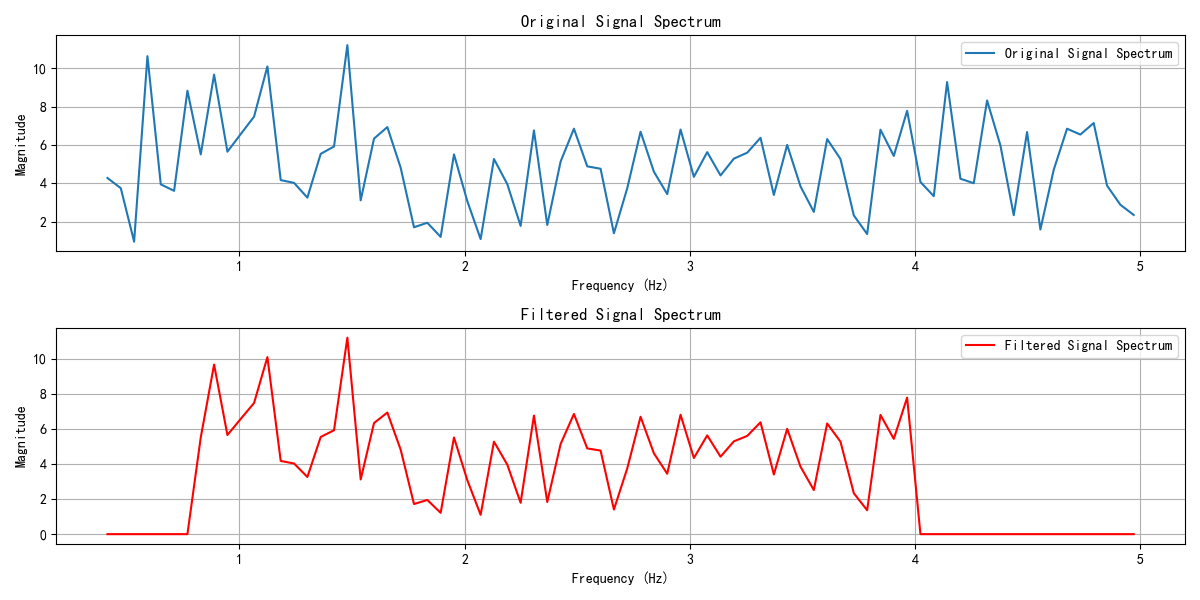 Original Signal Spectrum
Original Signal Spectrum
Magnitude
10
8
6
4
2
1 2 3 4 5
Frequency (Hz)
Filtered Signal Spectrum
Filtered Signal Spectrum
Magnitude
10
8
6
4
2
0
1 2 3 4 5
Frequency (Hz)